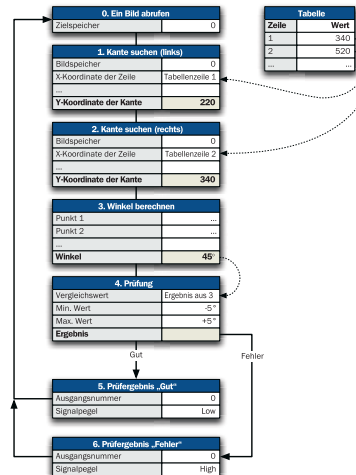 0. Ein Bild abrufen
Zielspeicher 0
Tabelle
Zeile Wert
1 340
2 520
... ...
1. Kante suchen (links)
Bildspeicher 0
X-Koordinate der Zeile Tabellenzeile 1
...
Y-Koordinate der Kante 220
2. Kante suchen (rechts)
Bildspeicher 0
X-Koordinate der Zeile Tabellenzeile 2
...
Y-Koordinate der Kante 340
3. Winkel berechnen
Punkt 1 ...
Punkt 2 ...
...
Winkel 45°
4. Prüfung
Vergleichswert Ergebnis aus 3
Min. Wert -5°
Max. Wert +5°
Ergebnis
Gut
Fehler
5. Prüfergebnis „Gut“
Ausgangsnummer 0
Signalpegel Low
6. Prüfergebnis „Fehler“
Ausgangsnummer 0
Signalpegel High